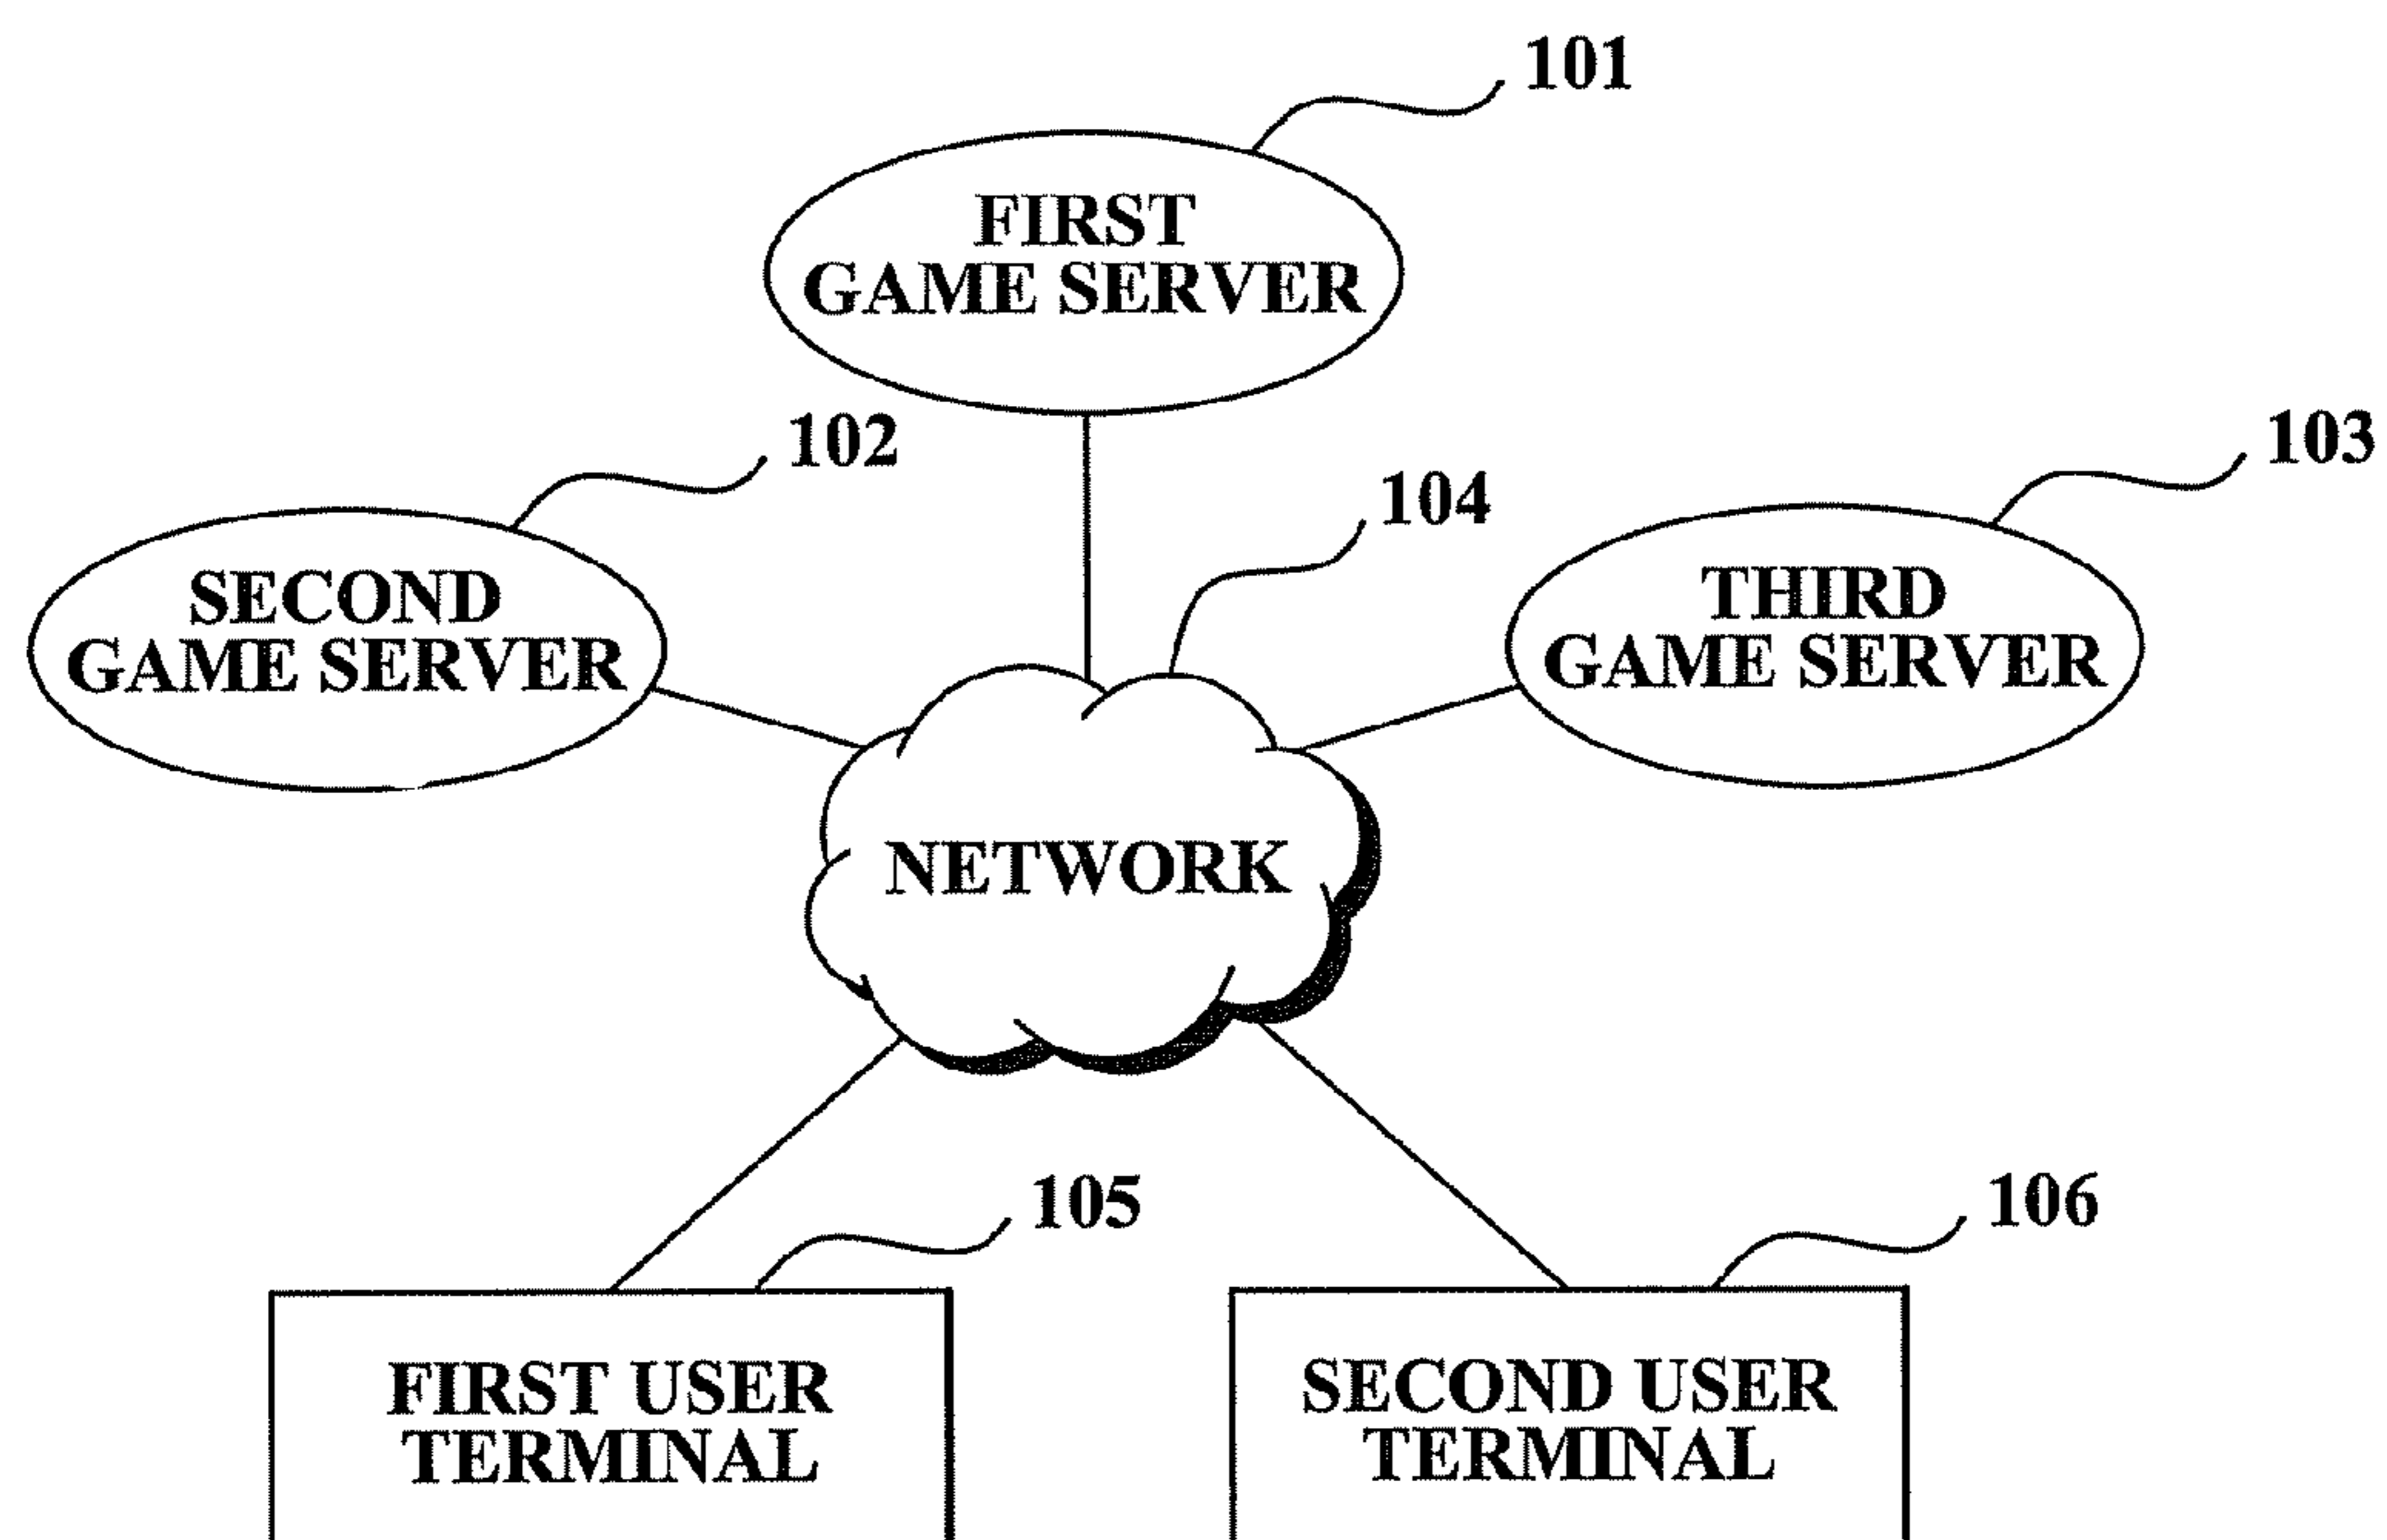 101
FIRST
GAME SERVER
102
103
104
SECOND
GAME SERVER
THIRD
GAME SERVER
NETWORK
105
106
FIRST USER
TERMINAL
SECOND USER
TERMINAL